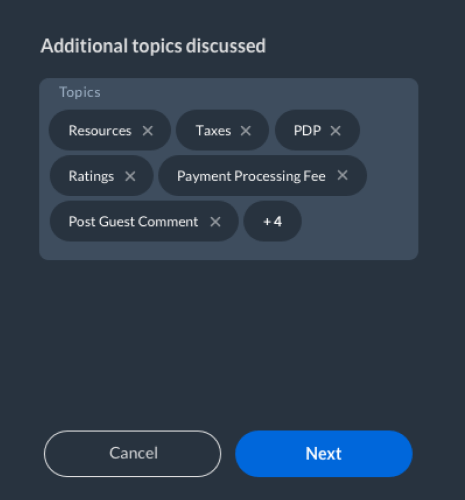 Additional topics discussed
Topics
Resources × Taxes × PDP ×
Ratings × Payment Processing Fee ×
Post Guest Comment × +4
Cancel Next